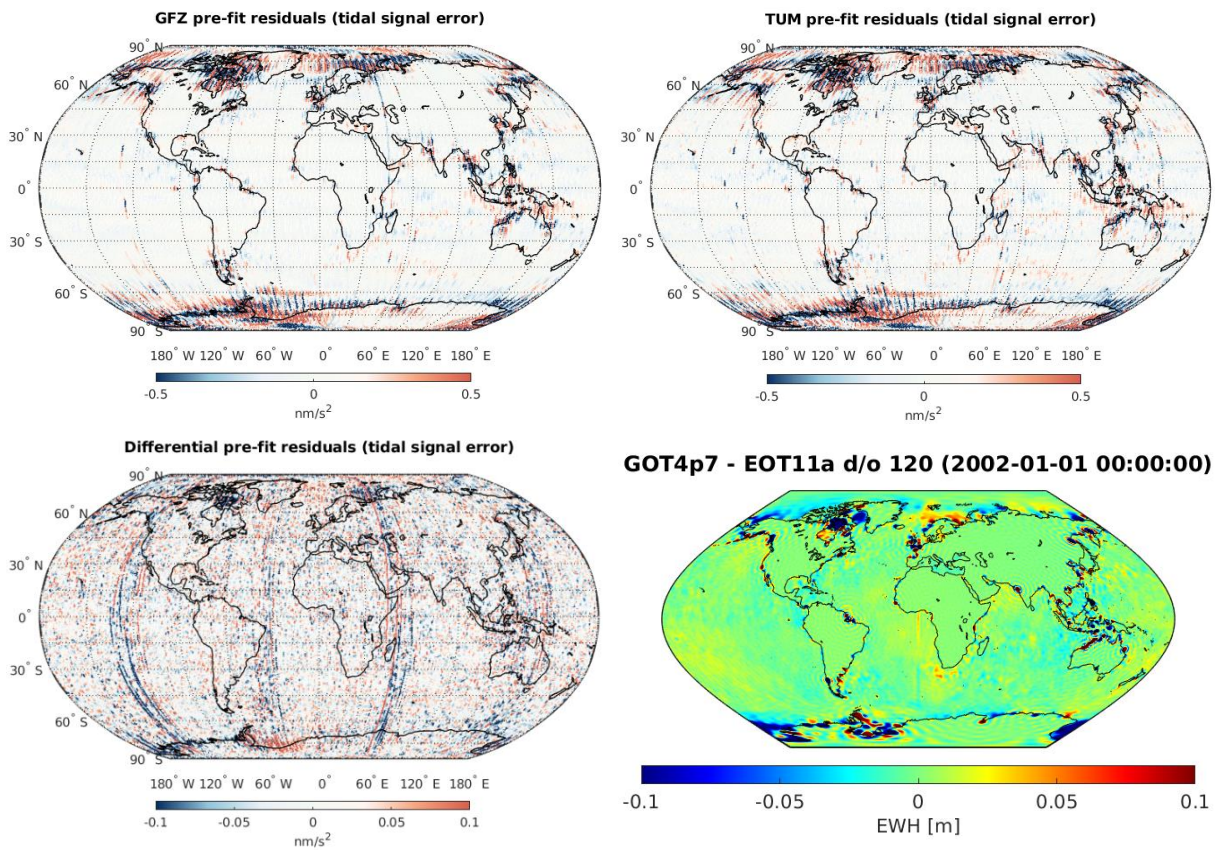 GFZ pre-fit residuals (tidal signal error)
90° N
60° N
30° N
0°
30° S
60° S
90° S
180° W 120° W 60° W 0° 60° E 120° E 180° E
-0.5 0 0.5
nm/s²
TUM pre-fit residuals (tidal signal error)
90° N
60° N
30° N
0°
30° S
60° S
90° S
180° W 120° W 60° W 0° 60° E 120° E 180° E
-0.5 0 0.5
nm/s²
Differential pre-fit residuals (tidal signal error)
90° N
60° N
30° N
0°
30° S
60° S
90° S
180° W 120° W 60° W 0° 60° E 120° E 180° E
-0.1 -0.05 0 0.05 0.1
nm/s²
GOT4p7 - EOT11a d/o 120 (2002-01-01 00:00:00)
-0.1 -0.05 0 0.05 0.1
EWH [m]